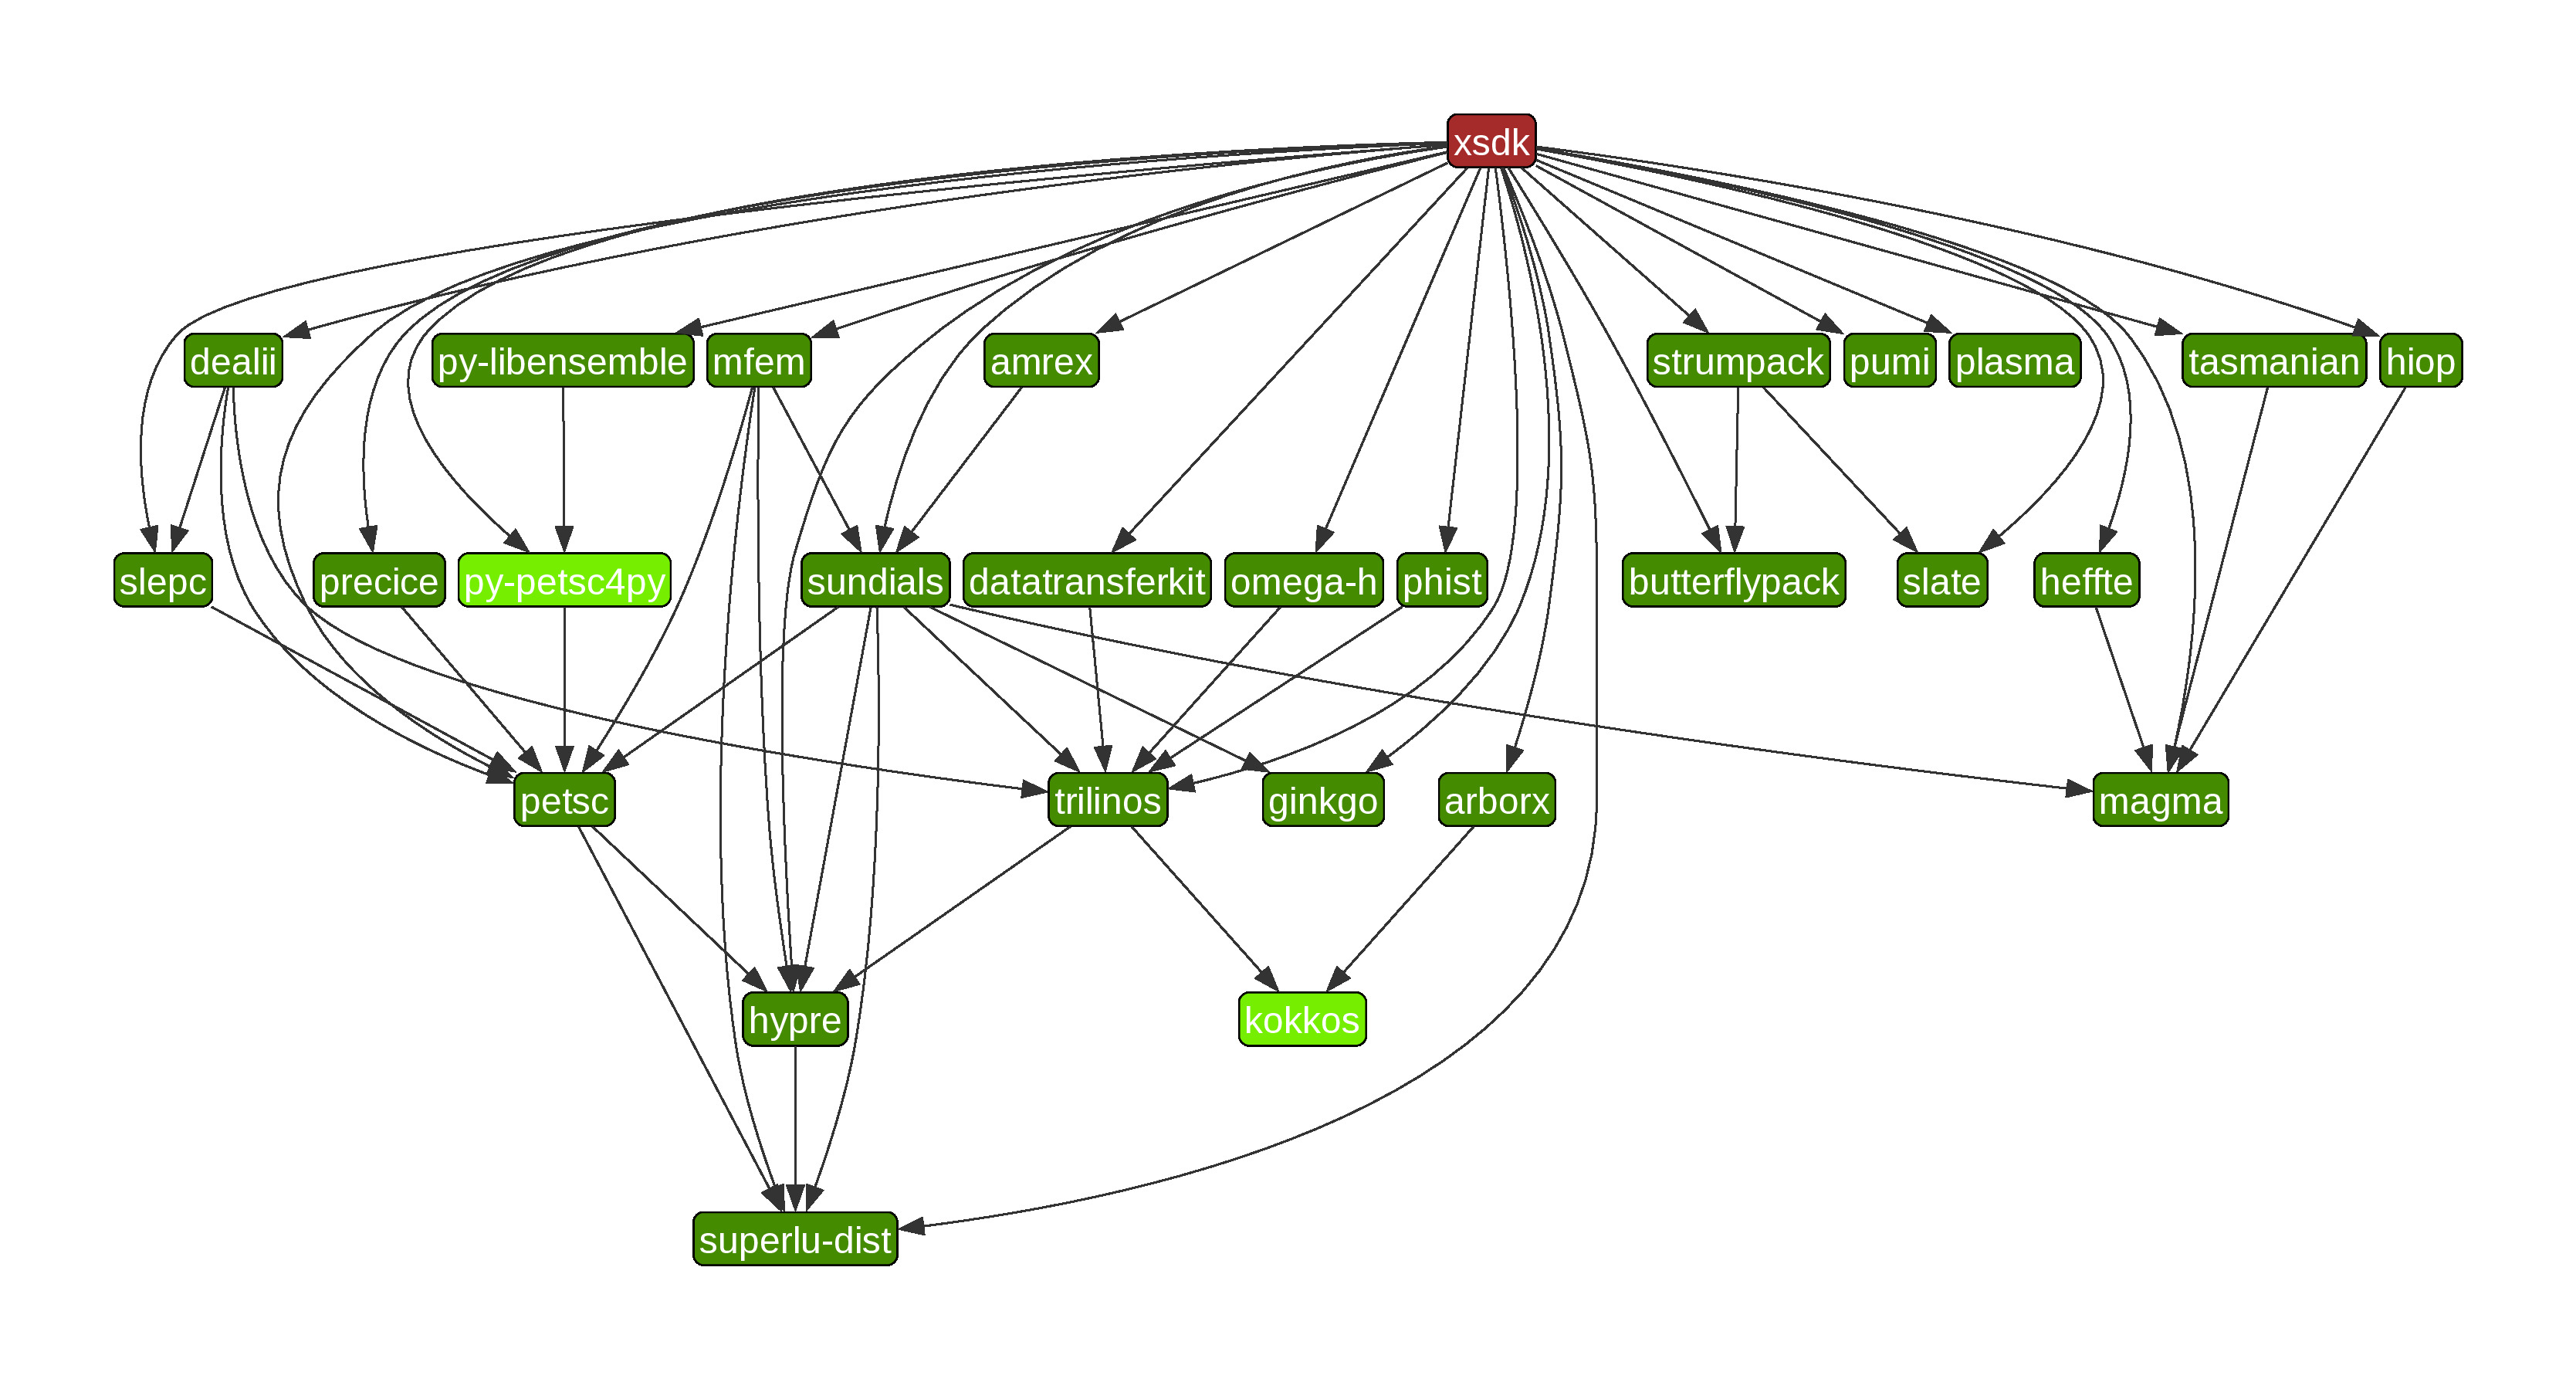 xsdk
dealii
py-libensemble
mfem
amrex
strumpack
pumi
plasma
tasmanian
hiop
slepc
precice
py-petsc4py
sundials
datatransferkit
omega-h
phist
butterflypack
slate
heffte
petsc
trilinos
ginkgo
arborx
magma
hypre
kokkos
superlu-dist